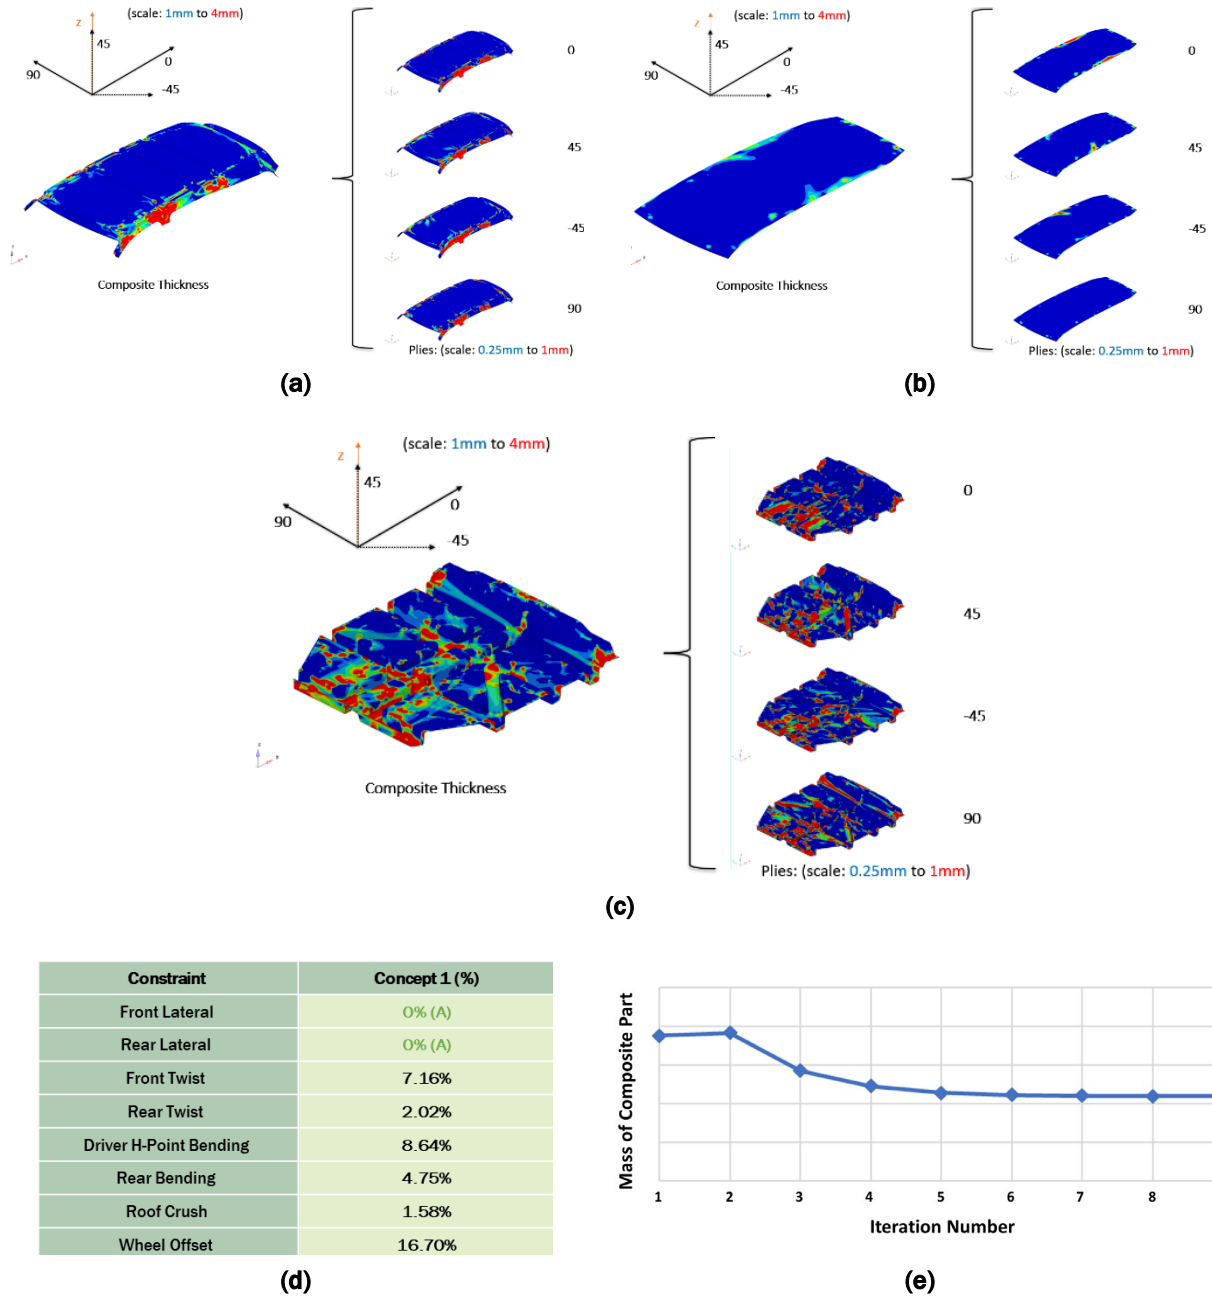 (scale: 1mm to 4mm)
Z
45
0
90
-45
0
45
-45
90
Composite Thickness
Plies: (scale: 0.25mm to 1mm)
(a)
(scale: 1mm to 4mm)
Z
45
0
90
-45
0
45
-45
90
Composite Thickness
Plies: (scale: 0.25mm to 1mm)
(b)
(scale: 1mm to 4mm)
Z
45
0
90
-45
0
45
-45
90
Composite Thickness
Plies: (scale: 0.25mm to 1mm)
(c)
Constraint Concept 1 (%)
Front Lateral 0% (A)
Rear Lateral 0% (A)
Front Twist 7.16%
Rear Twist 2.02%
Driver H-Point Bending 8.64%
Rear Bending 4.75%
Roof Crush 1.58%
Wheel Offset 16.70%
(d)
Mass of Composite Part
1 2 3 4 5 6 7 8
Iteration Number
(e)